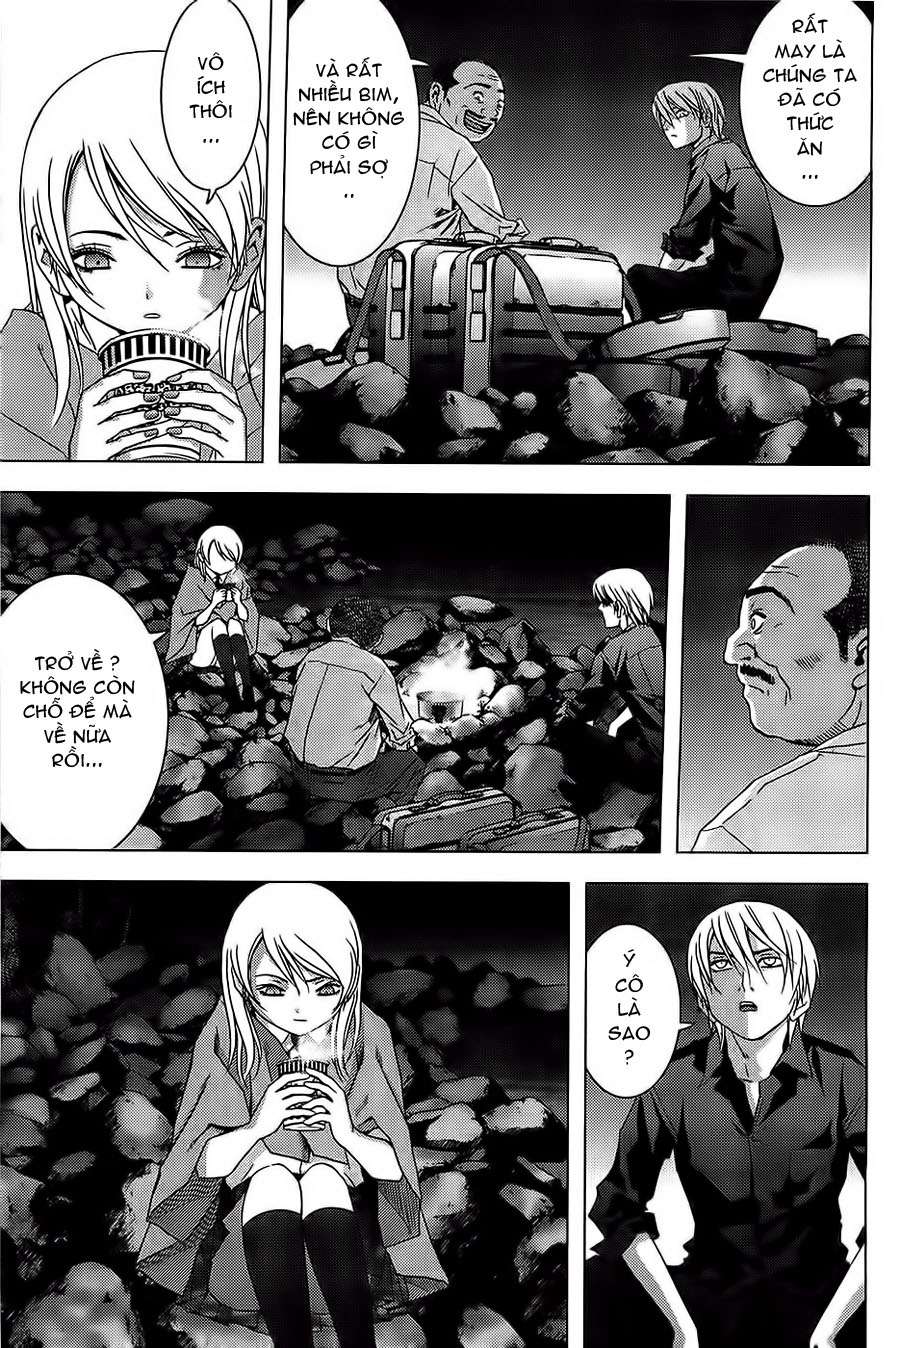 RẤT
MAY LÀ
CHÚNG TA
ĐÃ CÓ
THỨC
ĂN
...
VÀ RẤT
NHIỀU BIM,
NÊN KHÔNG
CÓ GÌ
PHẢI SỢ
..
VÔ
ÍCH
THÔI
...
TRỞ VỀ ?
KHÔNG CÒN
CHỖ ĐỂ MÀ
VỀ NỮA
RỒI...
Ý
CÔ
LÀ
SAO
?